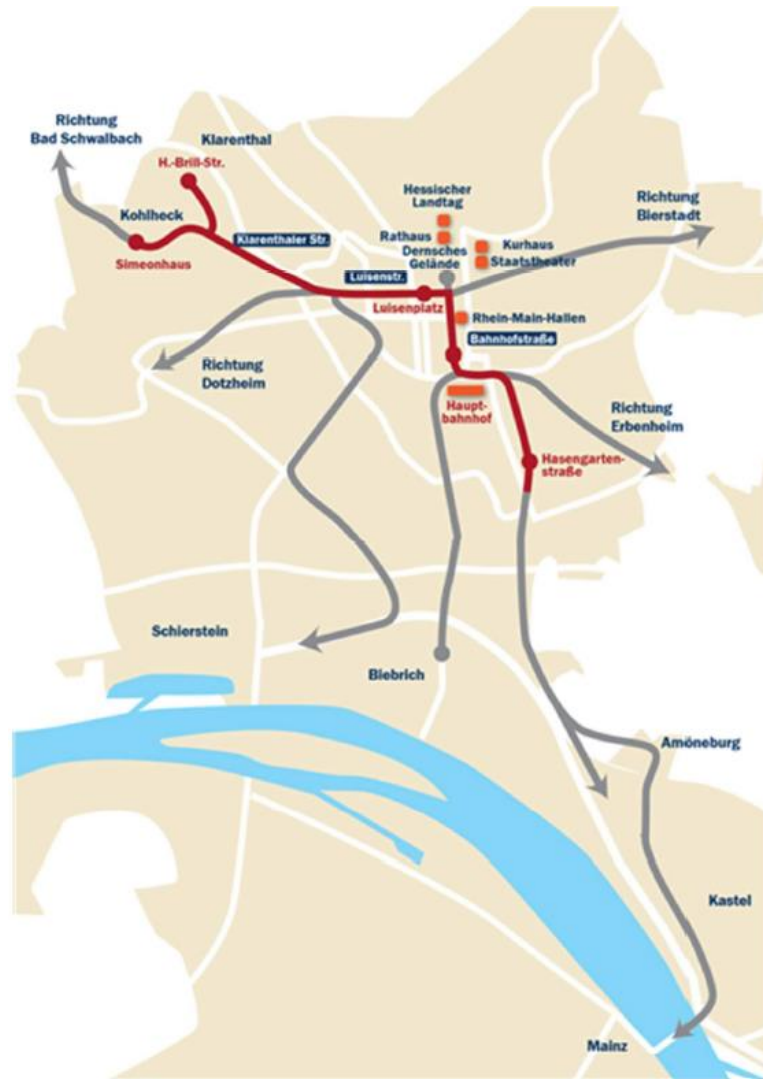 Richtung
Bad Schwalbach
Klarenthal
H.-Brill-Str.
Kohlheck
Simeonhaus
Klarenthaler Str.
Hessischer
Landtag
Rathaus
Dernsches
Gelände
Kurhaus
Staatstheater
Richtung
Bierstadt
Luisenstr.
Luisenplatz
Rhein-Main-Hallen
Bahnhofstraße
Richtung
Dotzheim
Haupt-
bahnhof
Richtung
Erbenheim
Hasengarten-
straße
Schierstein
Biebrich
Amöneburg
Kastel
Mainz